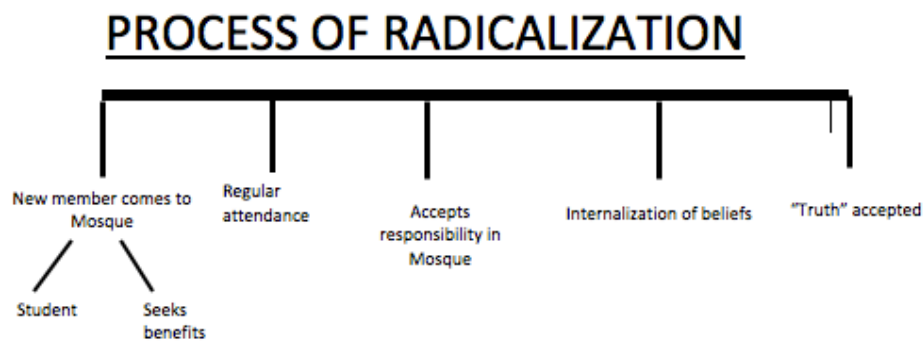 PROCESS OF RADICALIZATION
New member comes to
Mosque
Student
Seeks
benefits
Regular
attendance
Accepts
responsibility in
Mosque
Internalization of beliefs
“Truth” accepted